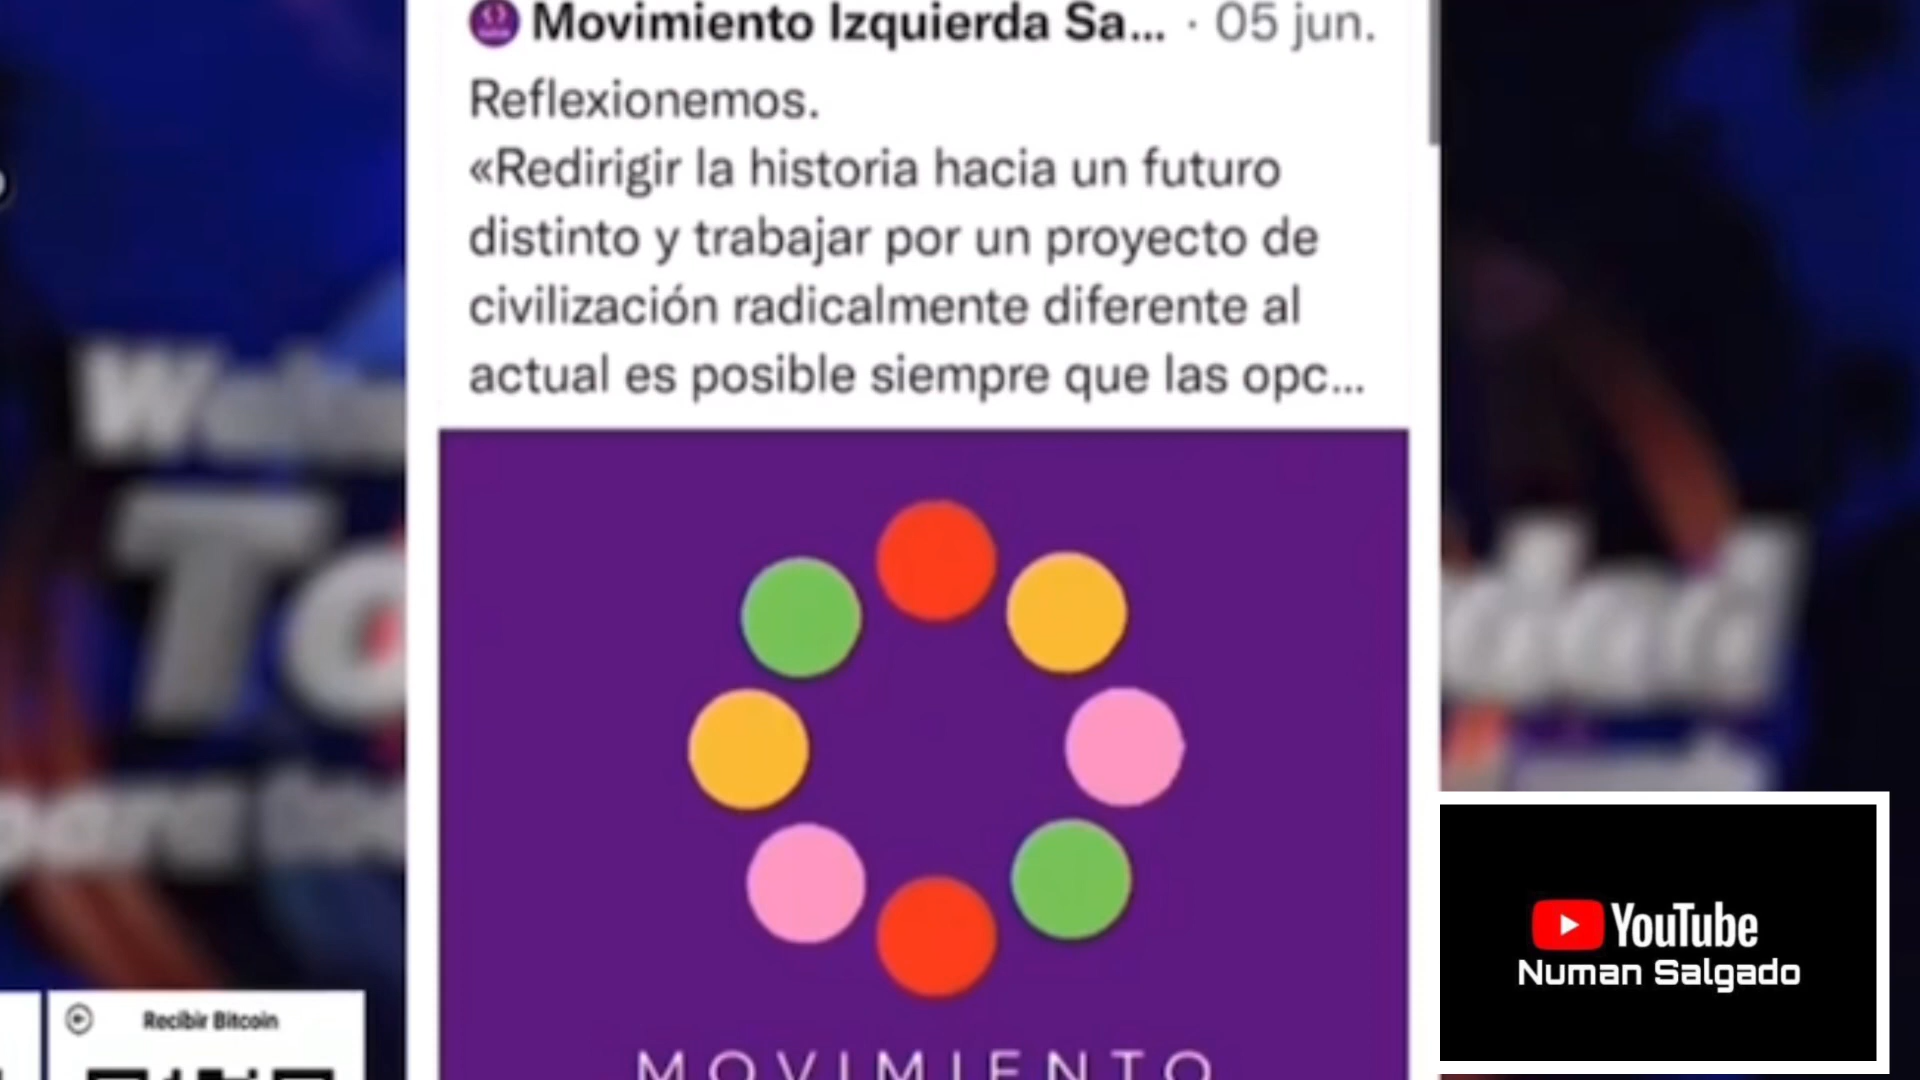 Movimiento Izquierda Sa... · 05 jun.
Reflexionemos.
«Redirigir la historia hacia un futuro
distinto y trabajar por un proyecto de
civilización radicalmente diferente al
actual es posible siempre que las opc...
MOVIMIENTO
YouTube
Numan Salgado
Recibir Bitcoin